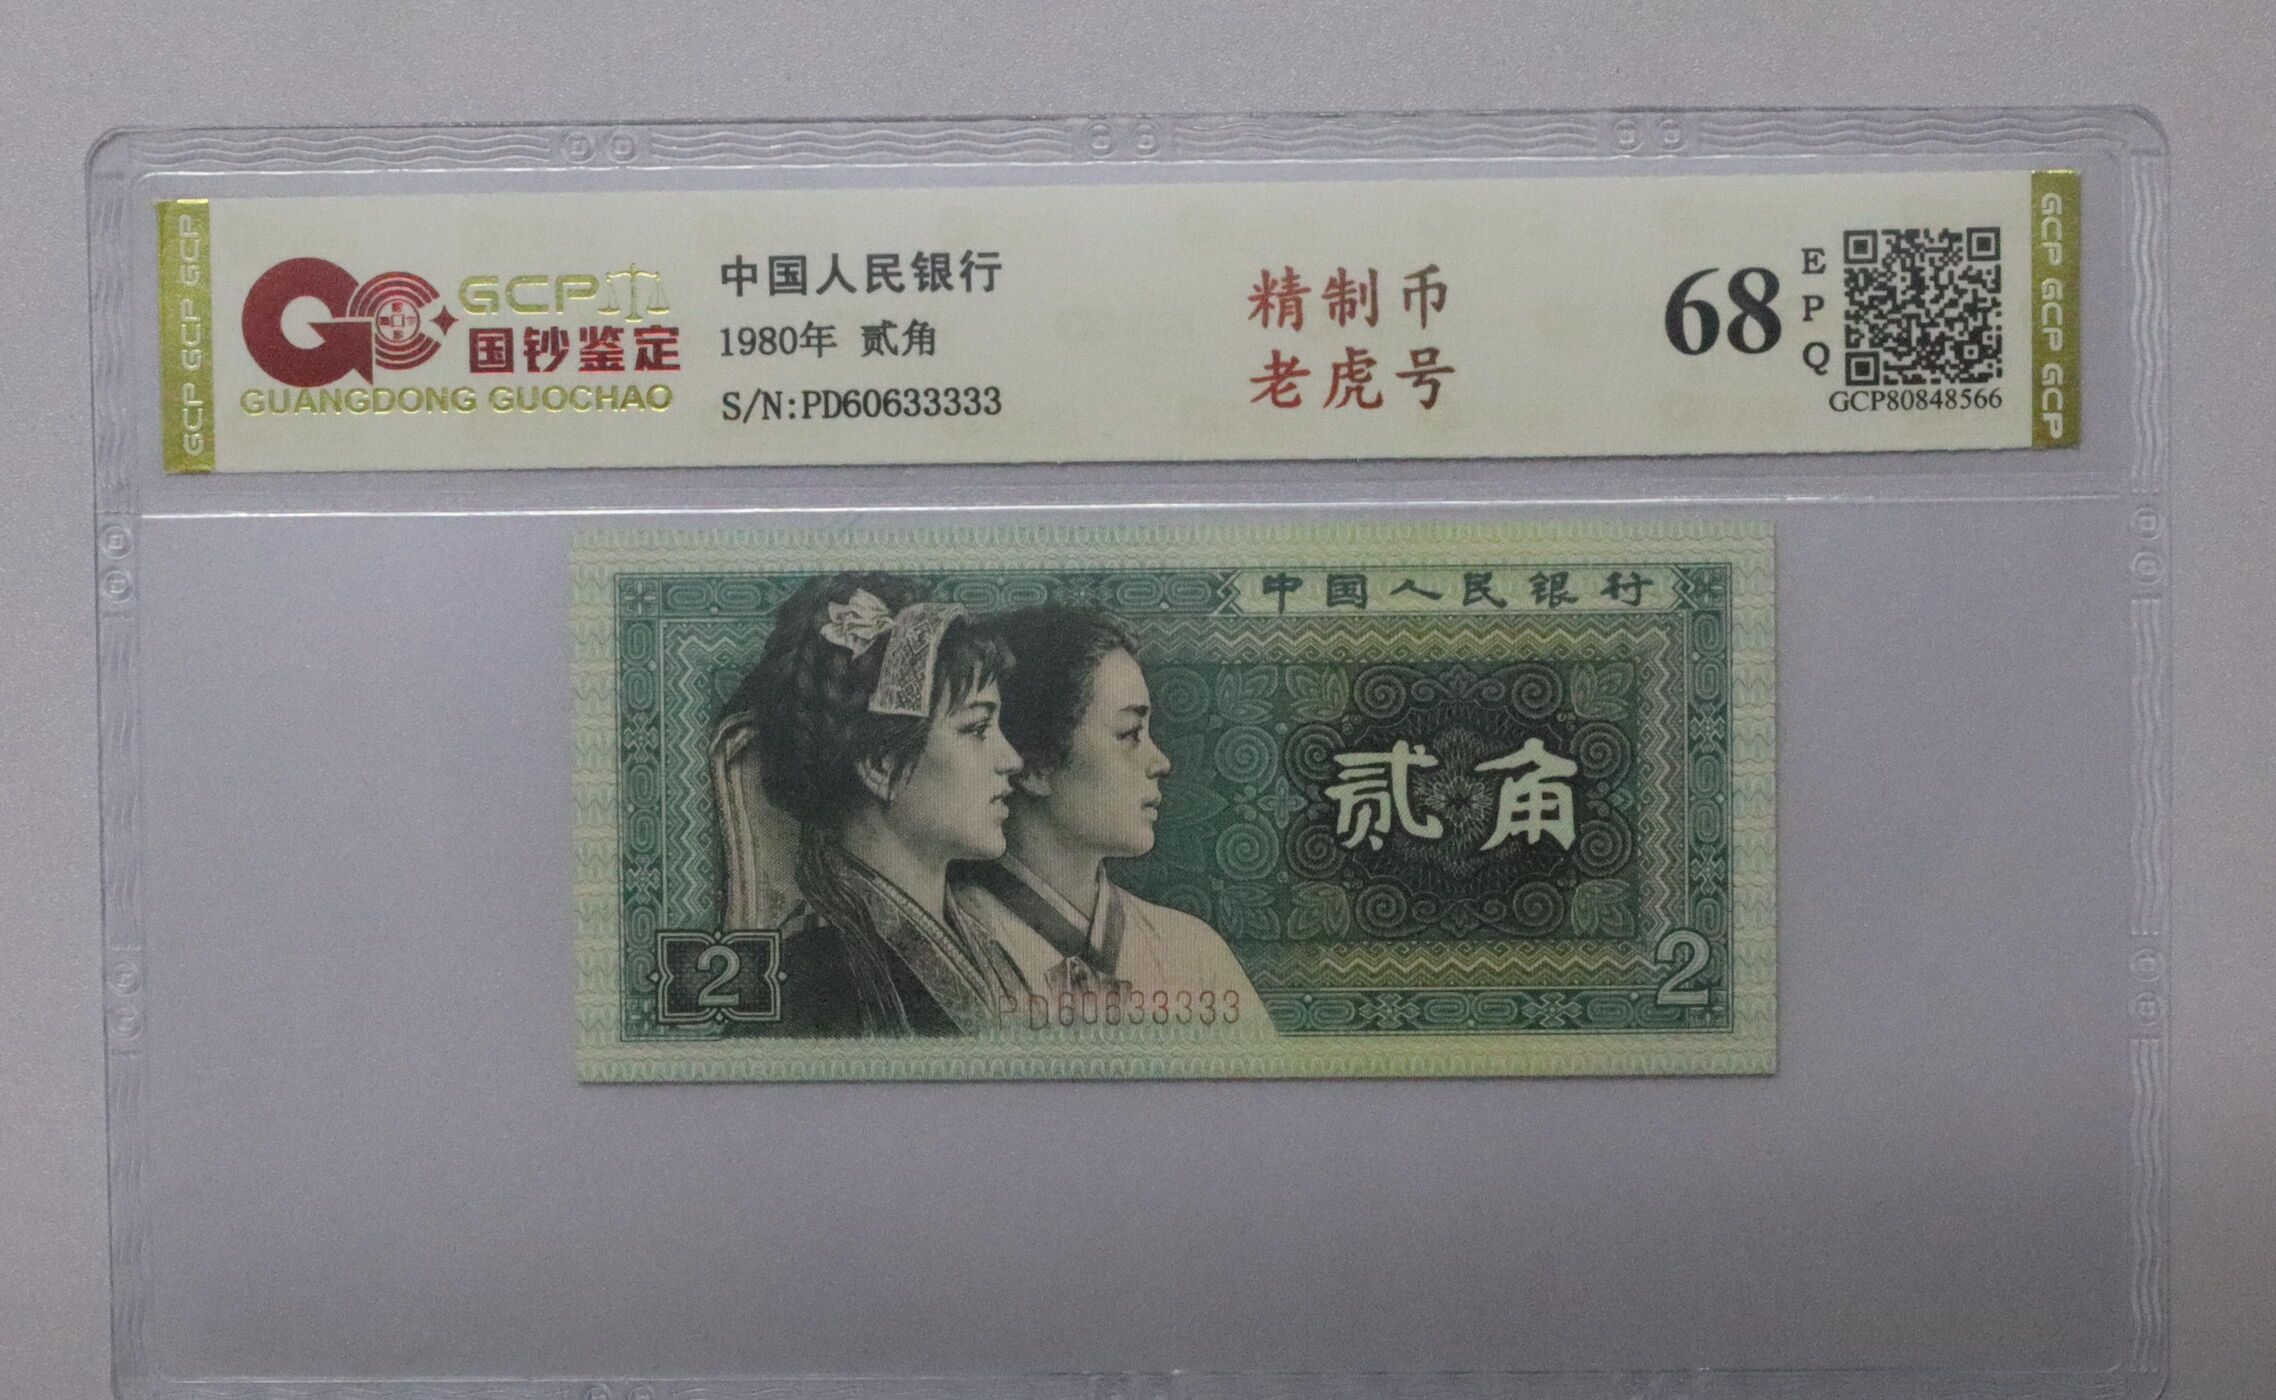 GCP GCP GCP
GCP
国钞鉴定
GUANGDONG GUOCHAO
中国人民银行
1980年 贰角
S/N:PD60633333
精制币
老虎号
68
EPQ
GCP80848566
GCP GCP GCP
中国人民银行
贰角
2
2
PD60633333